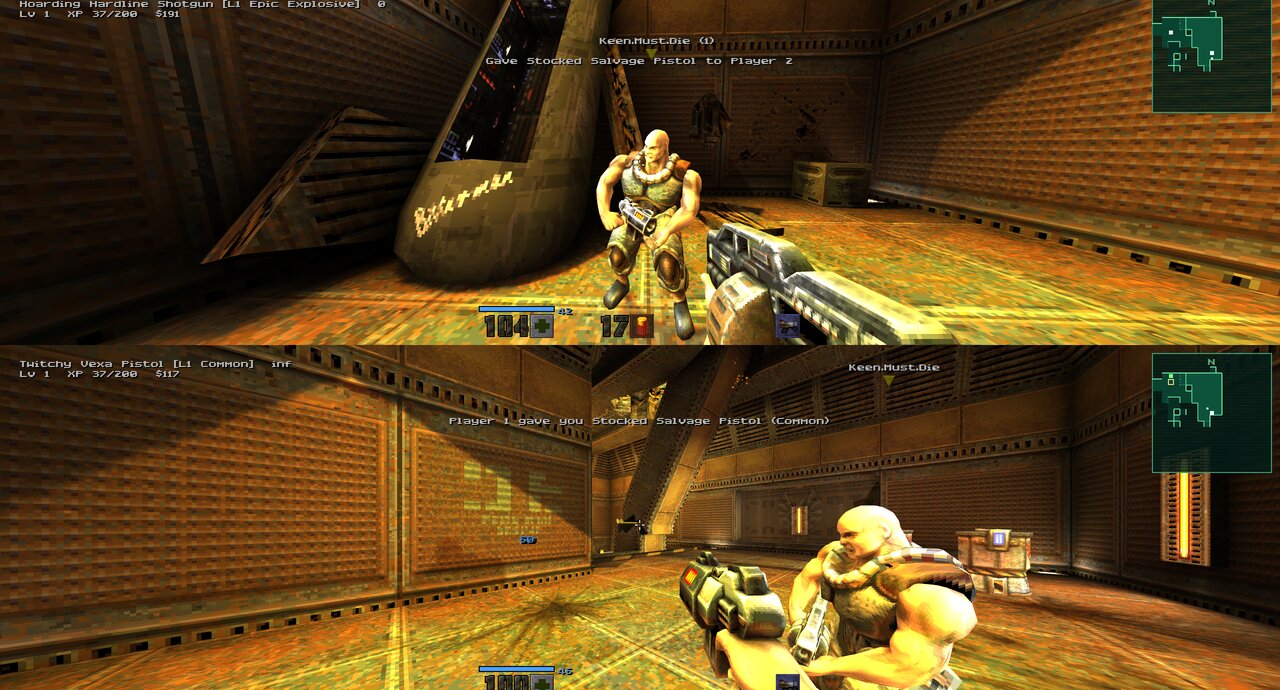 Hoarding Hardline Shotgun [L1 Epic Explosive]  0
Lv 1  XP 37/200  $191
N
Keen.Must.Die (1)
Gave Stocked Salvage Pistol to Player 2
Bitterman
42
104
17
Twitchy Vexa Pistol [L1 Common]  inf
Lv 1  XP 37/200  $117
N
Keen.Must.Die
Player 1 gave you Stocked Salvage Pistol (Common)
46
100